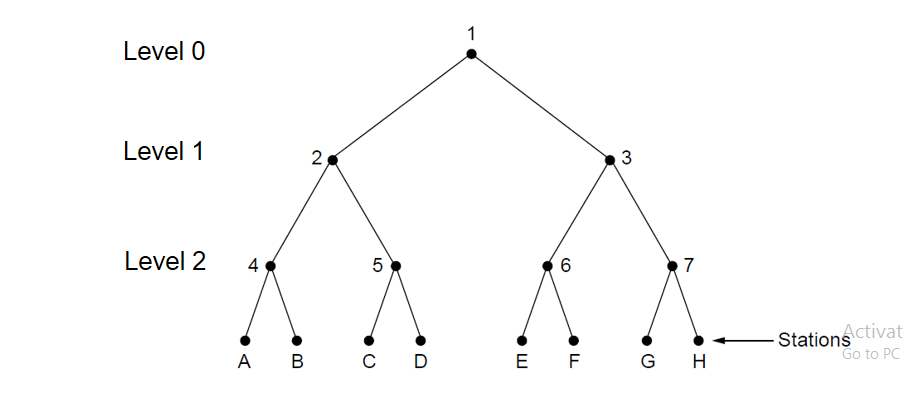 1
Level 0
Level 1
2
3
Level 2
4
5
6
7
Stations
A B C D E F G H
Activat
Go to PC